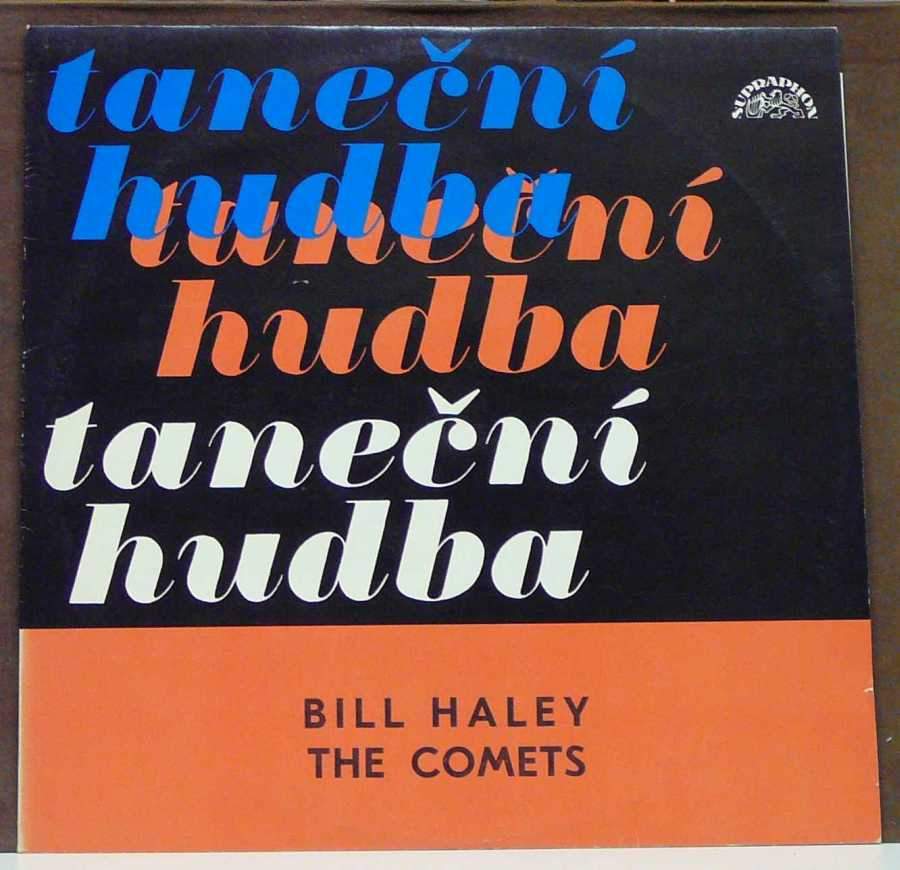 taneční
SUPRAPHON
hudba
taneční
hudba
taneční
hudba
BILL HALEY
THE COMETS